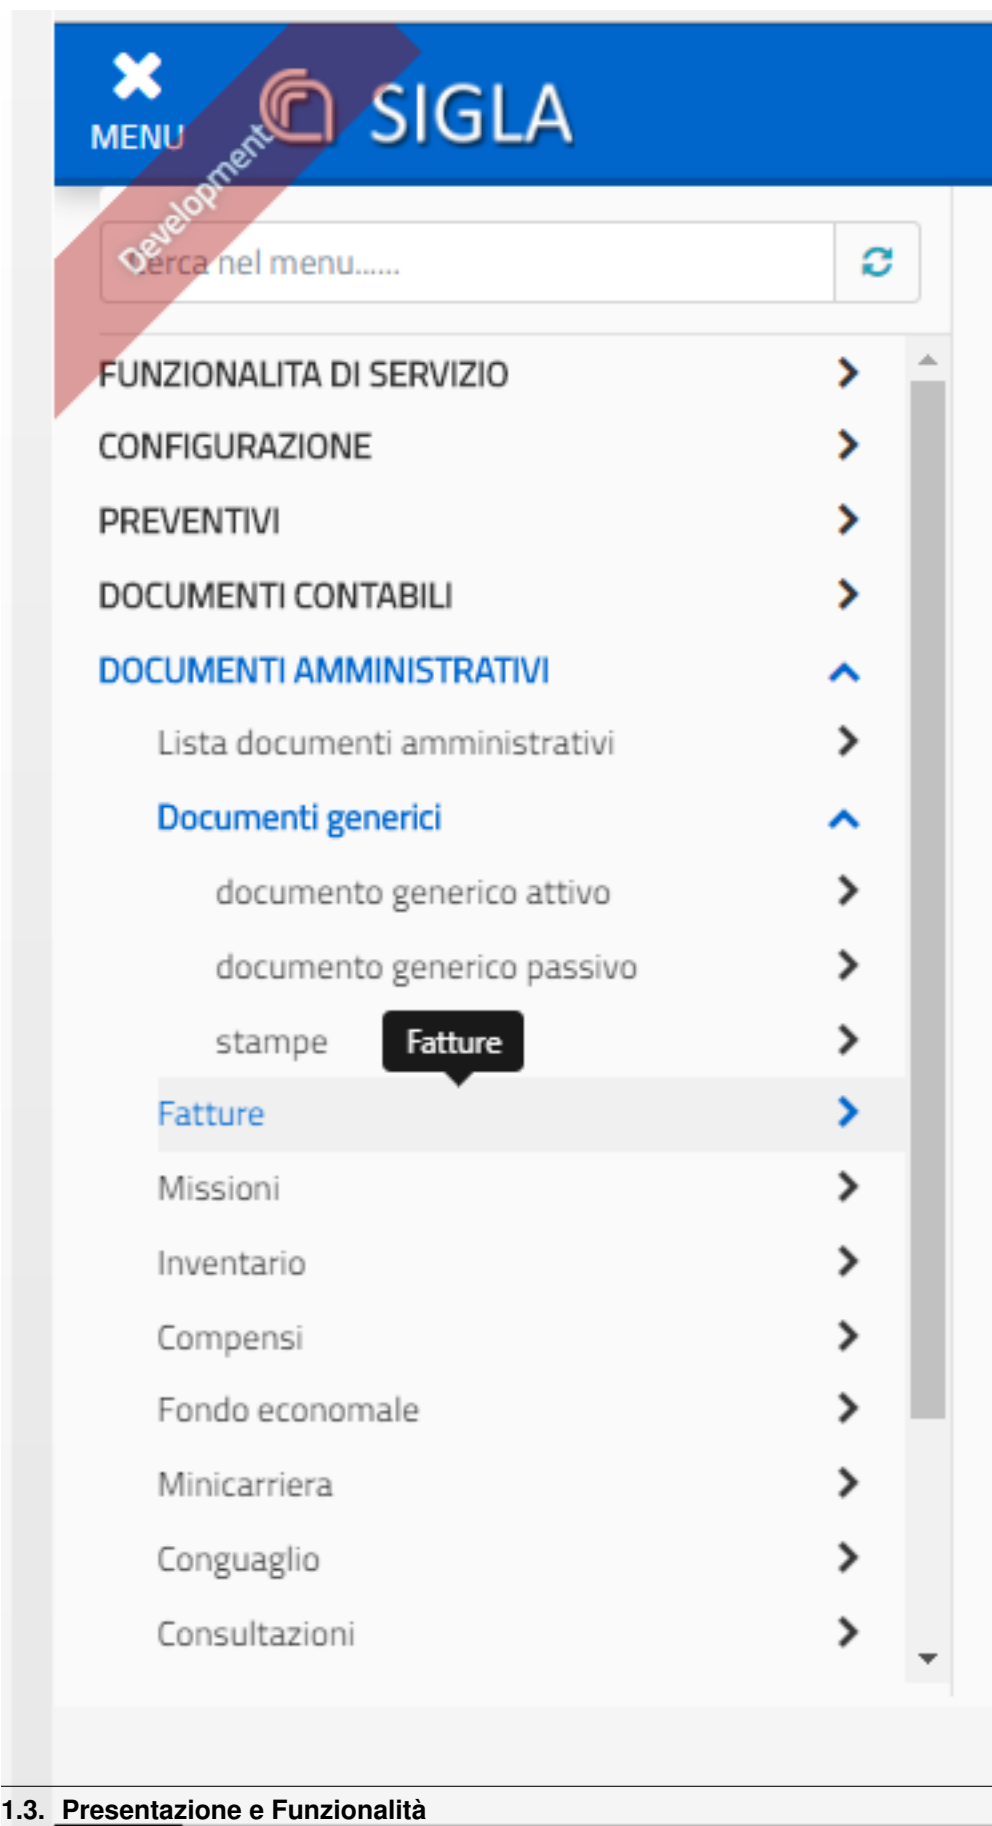 MENU
SIGLA
Development
Cerca nel menu......
FUNZIONALITA DI SERVIZIO
CONFIGURAZIONE
PREVENTIVI
DOCUMENTI CONTABILI
DOCUMENTI AMMINISTRATIVI
Lista documenti amministrativi
Documenti generici
documento generico attivo
documento generico passivo
stampe
Fatture
Fatture
Missioni
Inventario
Compensi
Fondo economale
Minicarriera
Conguaglio
Consultazioni
1.3. Presentazione e Funzionalità